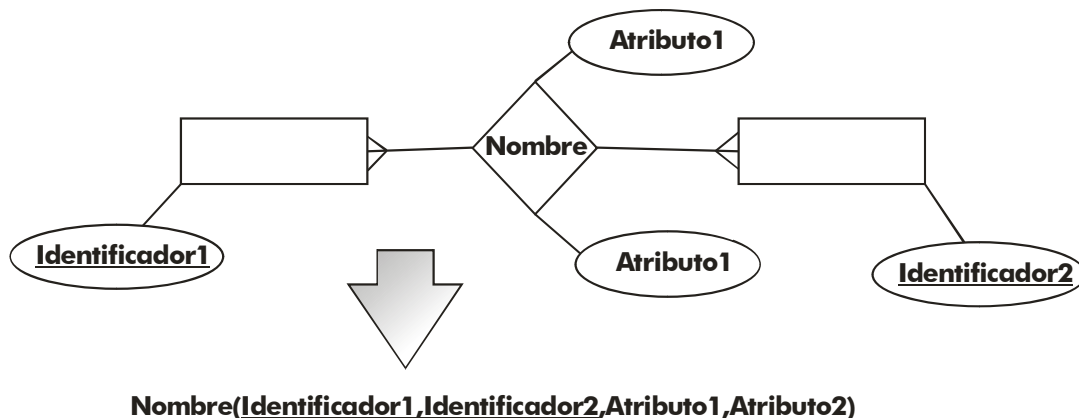 Atributo1
Nombre
Identificador1
Atributo1
Identificador2
Nombre(Identificador1,Identificador2,Atributo1,Atributo2)